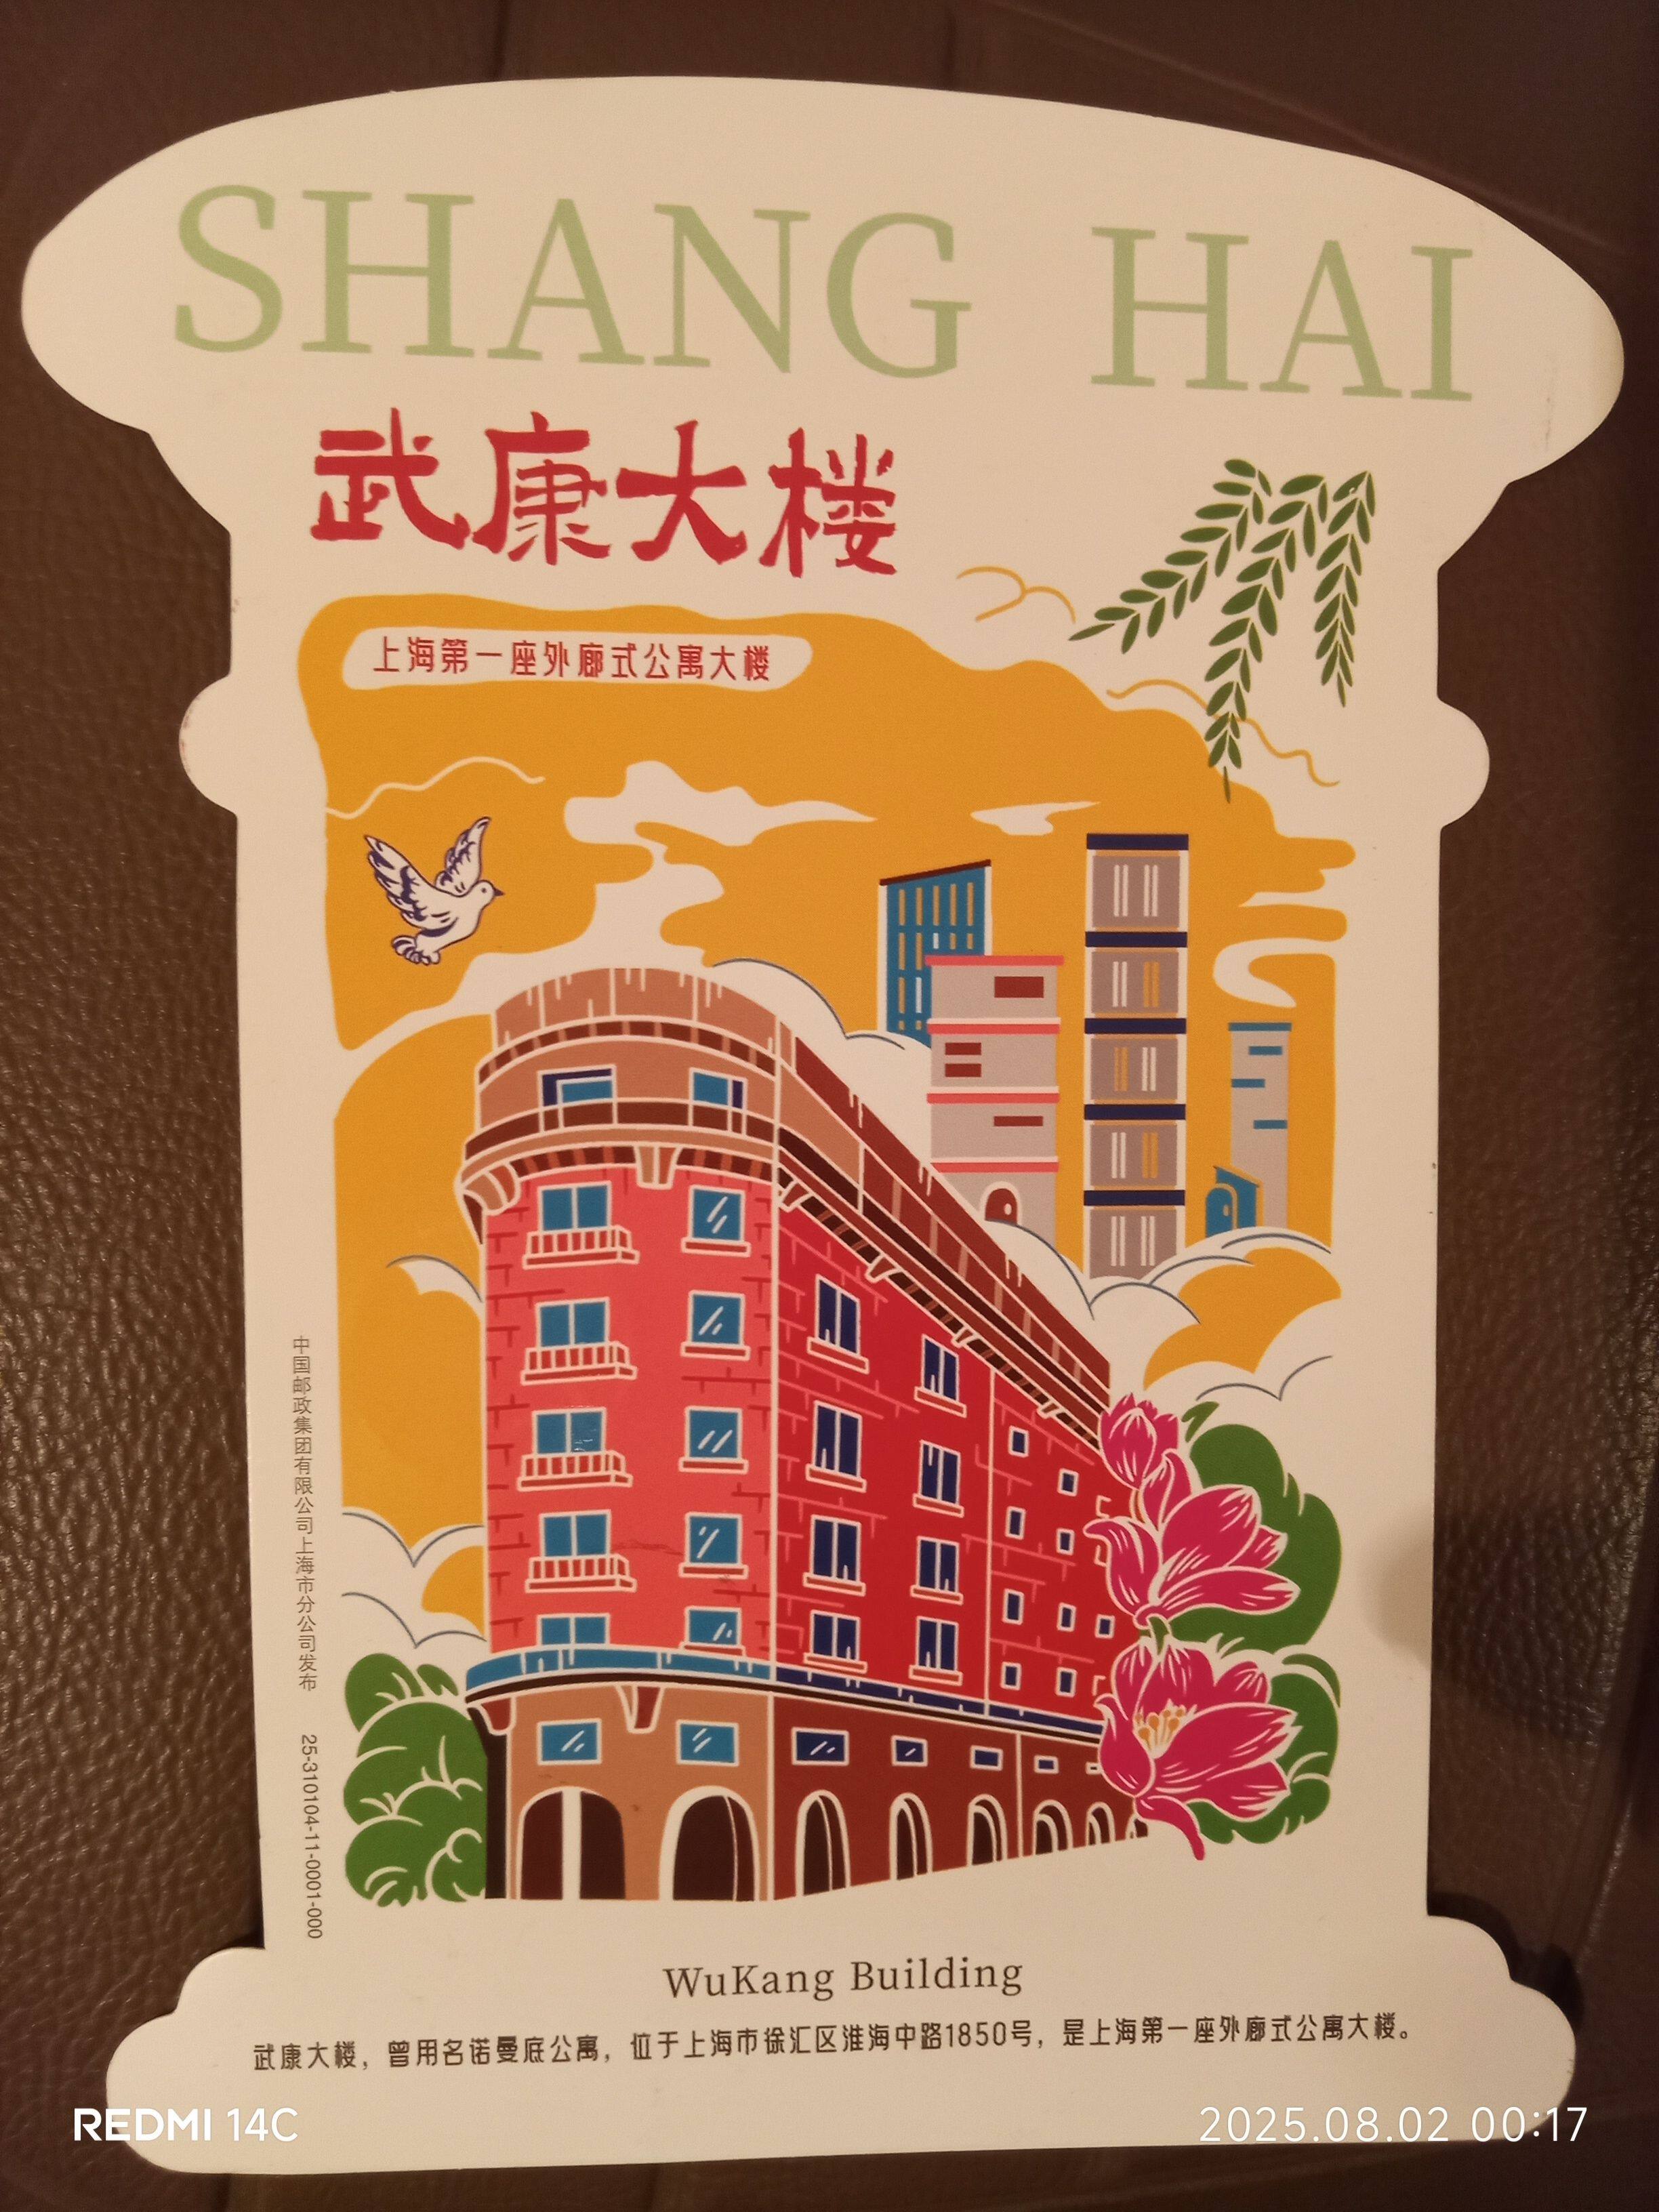 SHANG HAI
武康大楼
上海第一座外廊式公寓大楼
中国邮政集团有限公司上海市分公司发布
25-310104-11-0001-000
WuKang Building
武康大楼，曾用名诺曼底公寓，位于上海市徐汇区淮海中路1850号，是上海第一座外廊式公寓大楼。
REDMI 14C
2025.08.02 00:17